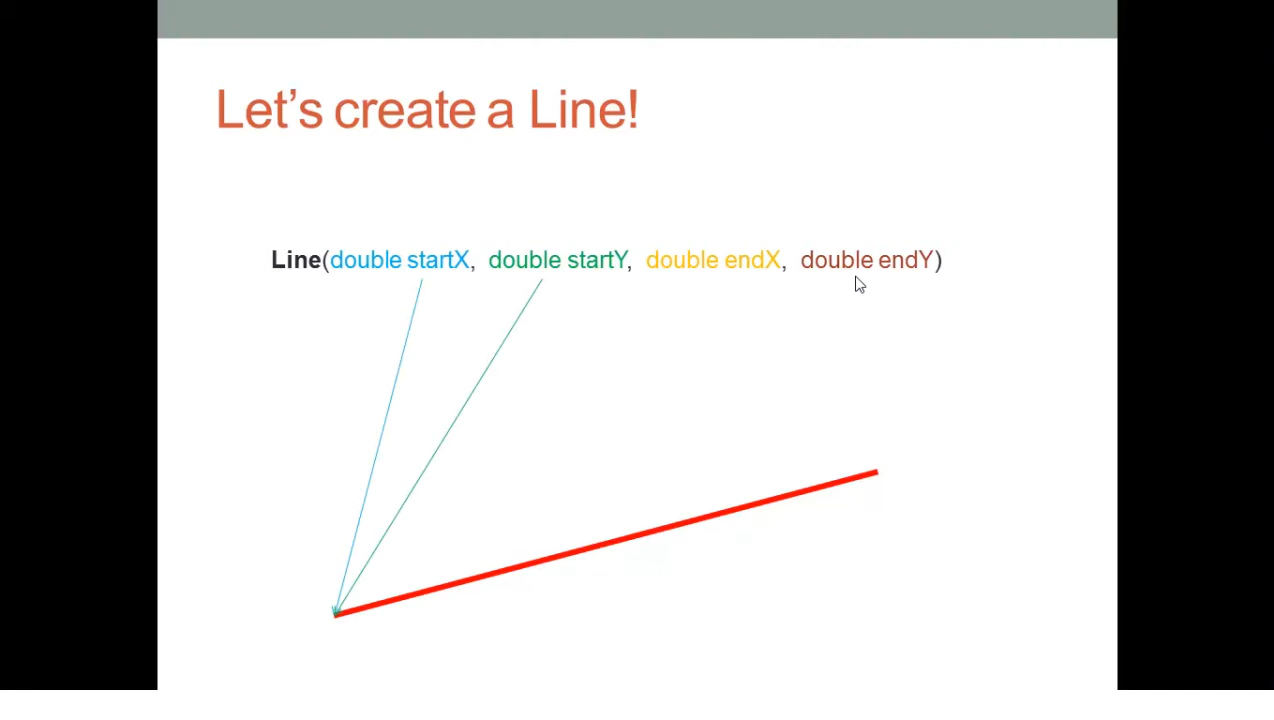 Let’s create a Line!
Line(double startX, double startY, double endX, double endY)